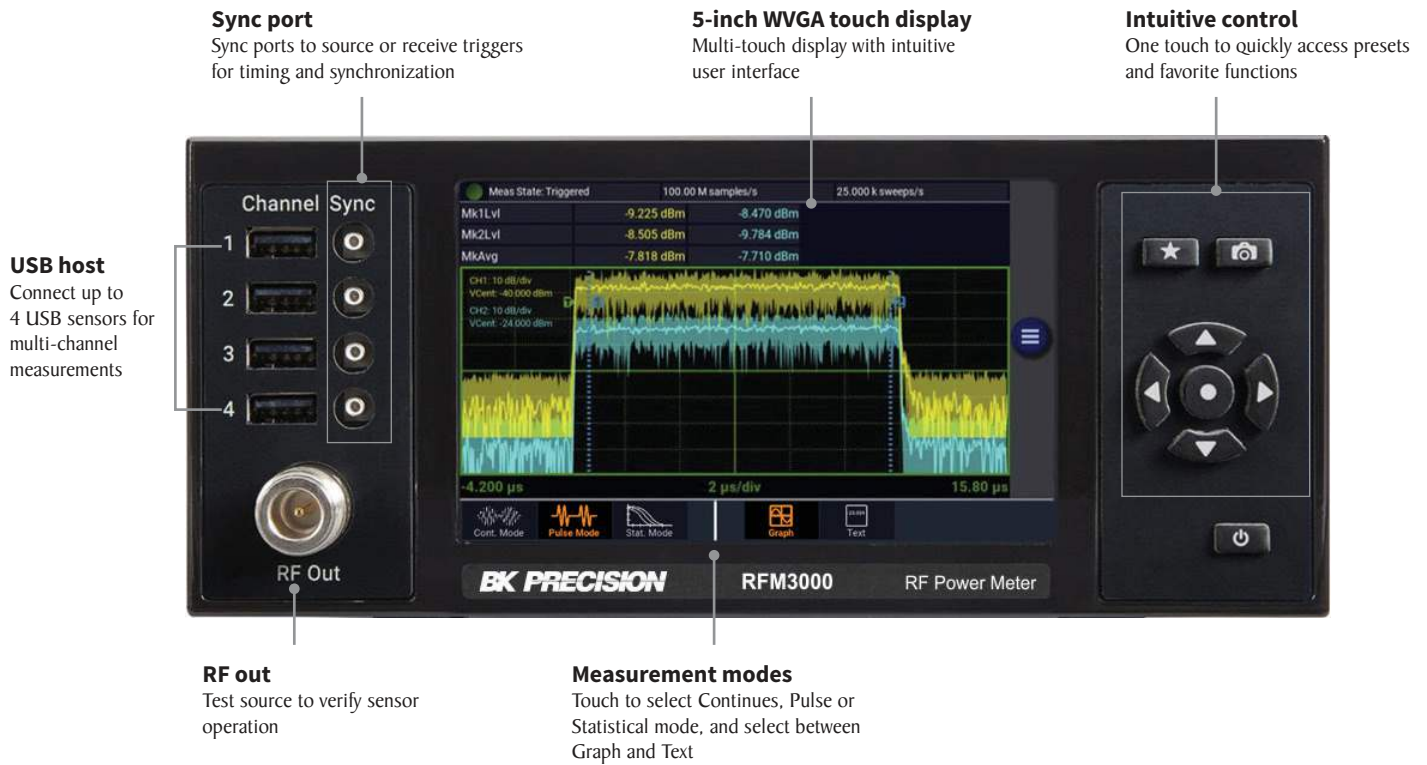 Sync port
Sync ports to source or receive triggers
for timing and synchronization
5-inch WVGA touch display
Multi-touch display with intuitive
user interface
Intuitive control
One touch to quickly access presets
and favorite functions
USB host
Connect up to
4 USB sensors for
multi-channel
measurements
Channel Sync
1
2
3
4
RF Out
Meas State: Triggered 100.00 M samples/s 25.000 k sweeps/s
Mk1Lvl -9.225 dBm -8.470 dBm
Mk2Lvl -8.505 dBm -9.784 dBm
MkAvg -7.818 dBm -7.710 dBm
CH1: 10 dB/div
VCent: -40.000 dBm
CH2: 10 dB/div
VCent: -24.000 dBm
-4.200 µs 2 µs/div 15.80 µs
Cont. Mode Pulse Mode Stat. Mode Graph Text
BK PRECISION RFM3000 RF Power Meter
RF out
Test source to verify sensor
operation
Measurement modes
Touch to select Continues, Pulse or
Statistical mode, and select between
Graph and Text